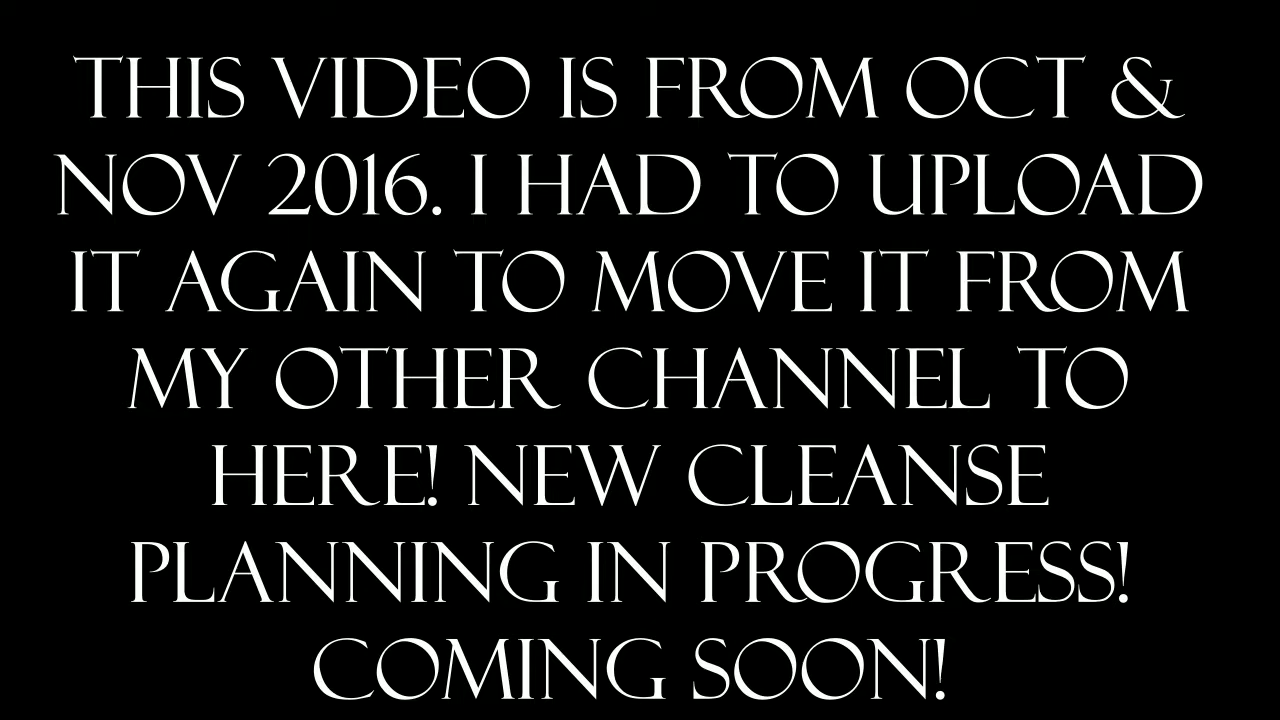 THIS VIDEO IS FROM OCT &
NOV 2016. I HAD TO UPLOAD
IT AGAIN TO MOVE IT FROM
MY OTHER CHANNEL TO
HERE! NEW CLEANSE
PLANNING IN PROGRESS!
COMING SOON!